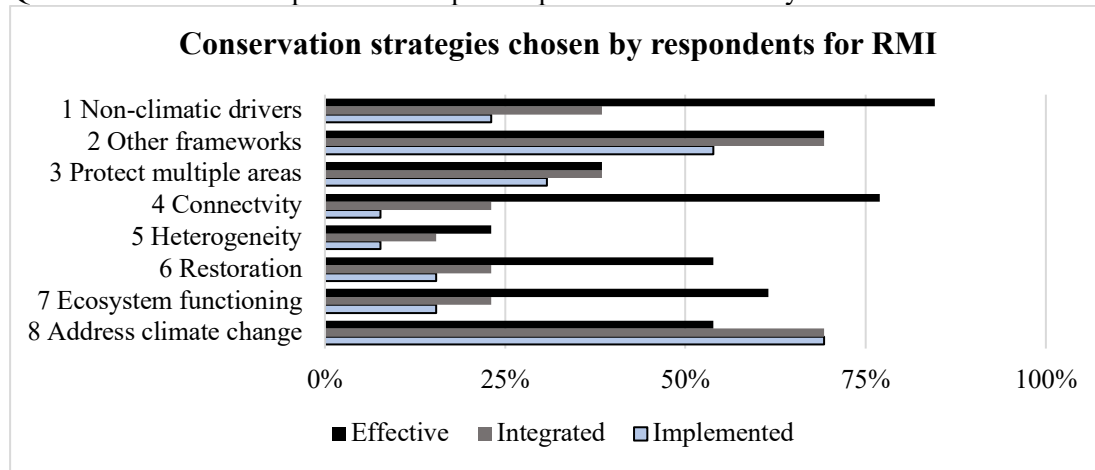 Conservation strategies chosen by respondents for RMI
1 Non-climatic drivers
2 Other frameworks
3 Protect multiple areas
4 Connectvity
5 Heterogeneity
6 Restoration
7 Ecosystem functioning
8 Address climate change
0% 25% 50% 75% 100%
Effective Integrated Implemented